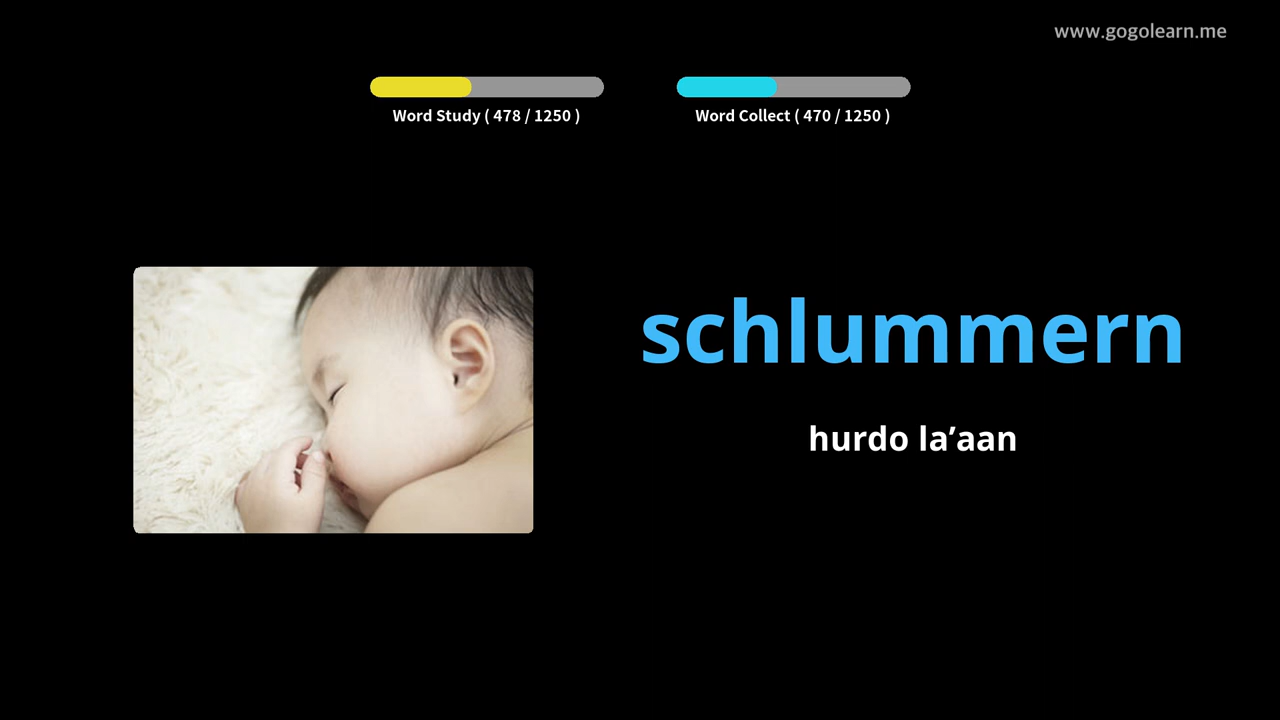 www.gogolearn.me
Word Study ( 478 / 1250 )
Word Collect ( 470 / 1250 )
schlummern
hurdo la’aan